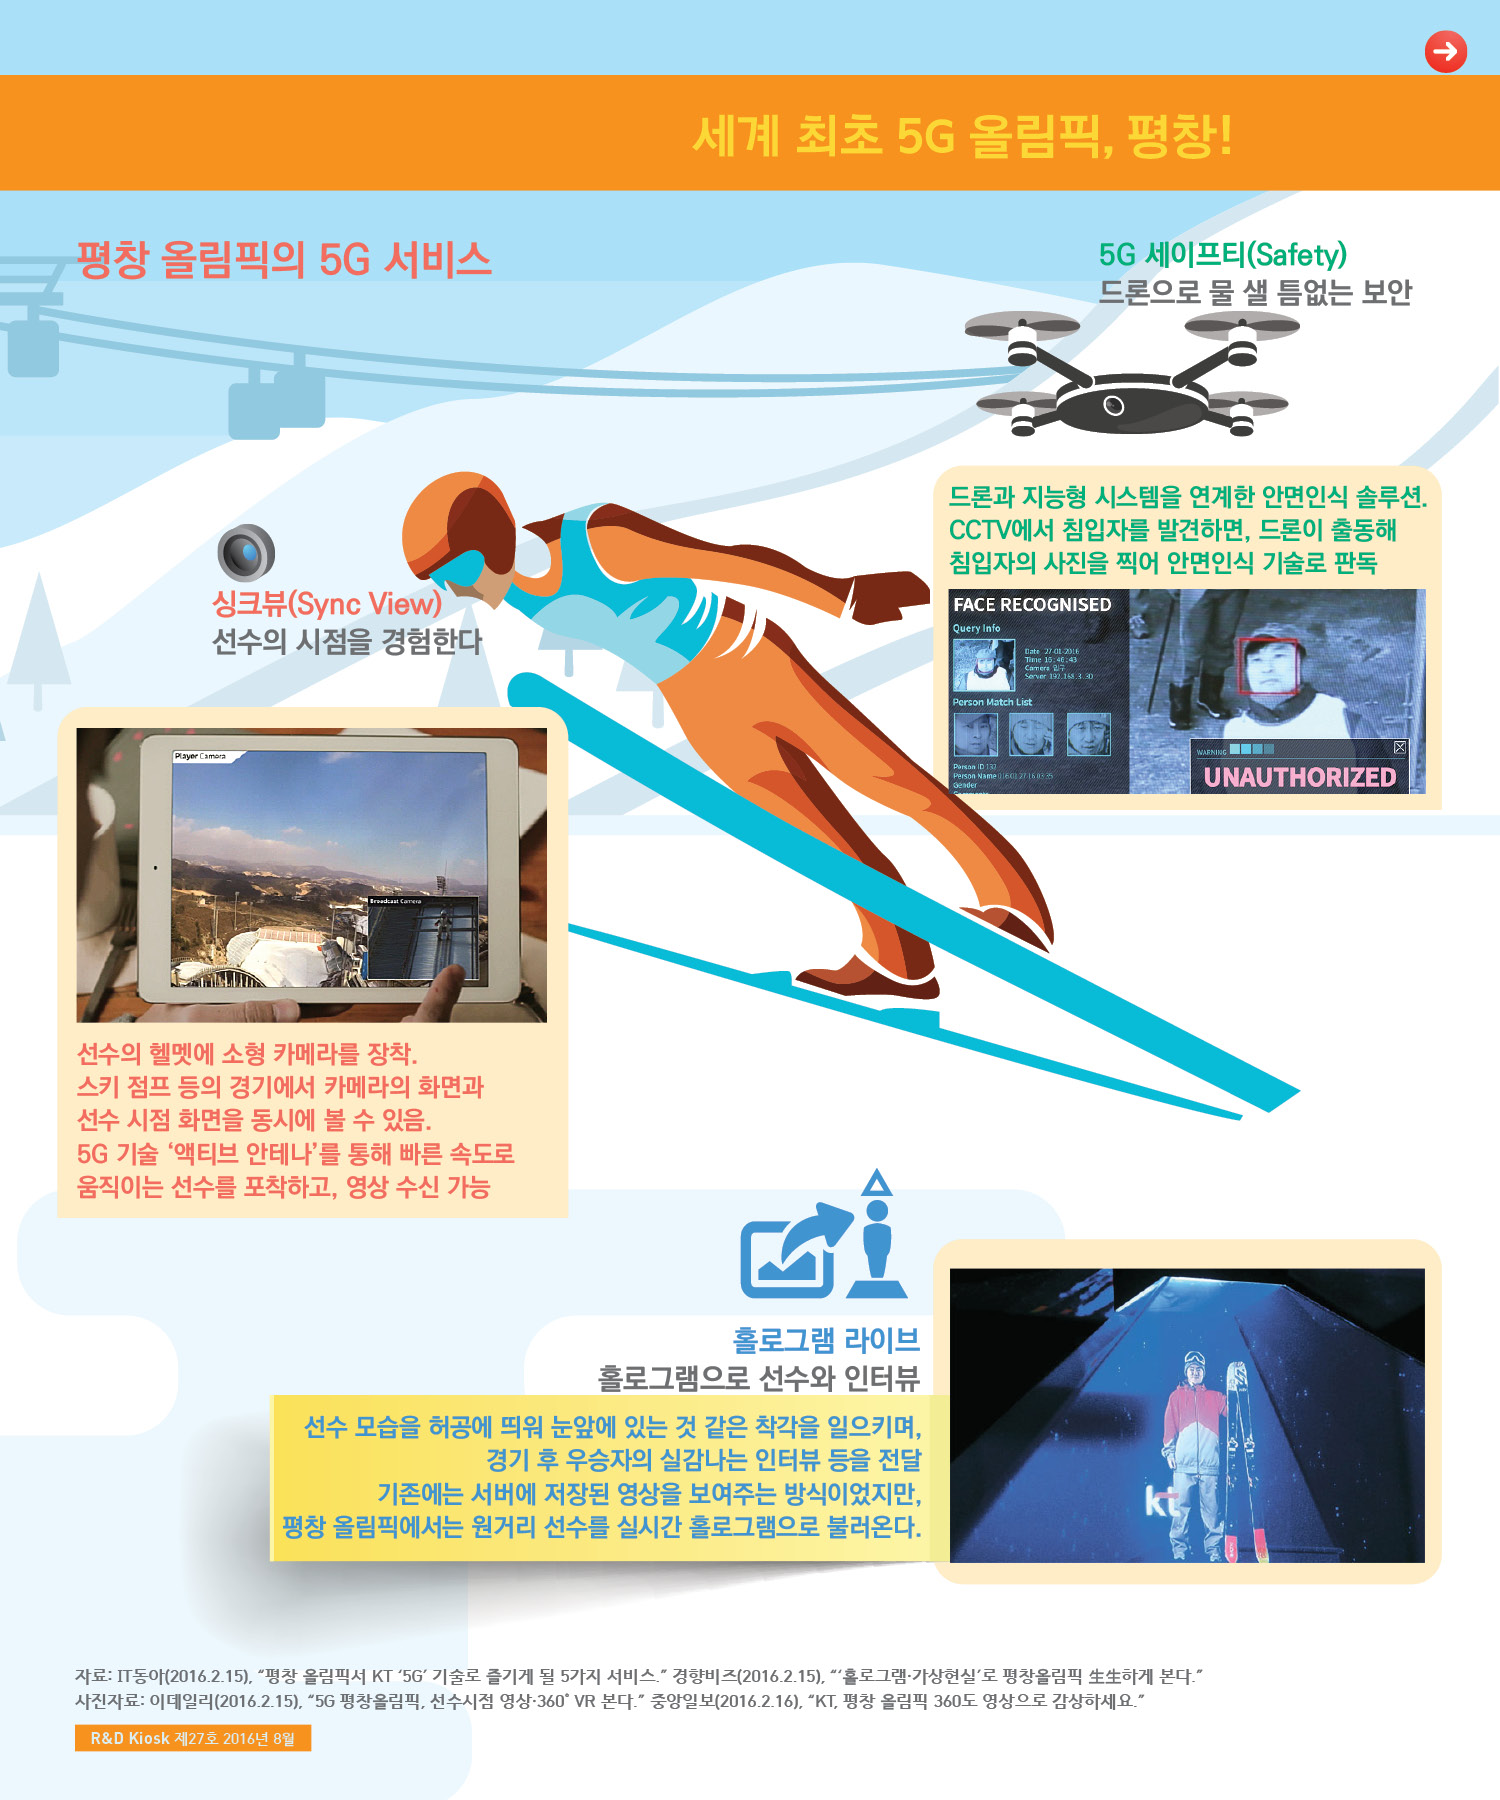 세계 최초 5G 올림픽, 평창!
평창 올림픽의 5G 서비스
5G 세이프티(Safety)
드론으로 물 샐 틈없는 보안
드론과 지능형 시스템을 연계한 안면인식 솔루션.
CCTV에서 침입자를 발견하면, 드론이 출동해
침입자의 사진을 찍어 안면인식 기술로 판독
FACE RECOGNISED
Query Info
Date 27-01-2016
Time 16:46:43
Camera 입구
Server 192.168.3.30
Person Match List
Person ID 132
Person Name
Gender
WARNING
UNAUTHORIZED
싱크뷰(Sync View)
선수의 시점을 경험한다
Player Camera
Broadcast Camera
선수의 헬멧에 소형 카메라를 장착.
스키 점프 등의 경기에서 카메라의 화면과
선수 시점 화면을 동시에 볼 수 있음.
5G 기술 ‘액티브 안테나’를 통해 빠른 속도로
움직이는 선수를 포착하고, 영상 수신 가능
홀로그램 라이브
홀로그램으로 선수와 인터뷰
선수 모습을 허공에 띄워 눈앞에 있는 것 같은 착각을 일으키며,
경기 후 우승자의 실감나는 인터뷰 등을 전달
기존에는 서버에 저장된 영상을 보여주는 방식이었지만,
평창 올림픽에서는 원거리 선수를 실시간 홀로그램으로 불러온다.
kt
자료: IT동아(2016.2.15), “평창 올림픽서 KT ‘5G’ 기술로 즐기게 될 5가지 서비스.” 경향비즈(2016.2.15), “‘홀로그램·가상현실’로 평창올림픽 生生하게 본다.”
사진자료: 이데일리(2016.2.15), “5G 평창올림픽, 선수시점 영상·360˚ VR 본다.” 중앙일보(2016.2.16), “KT, 평창 올림픽 360도 영상으로 감상하세요.”
R&D Kiosk 제27호 2016년 8월